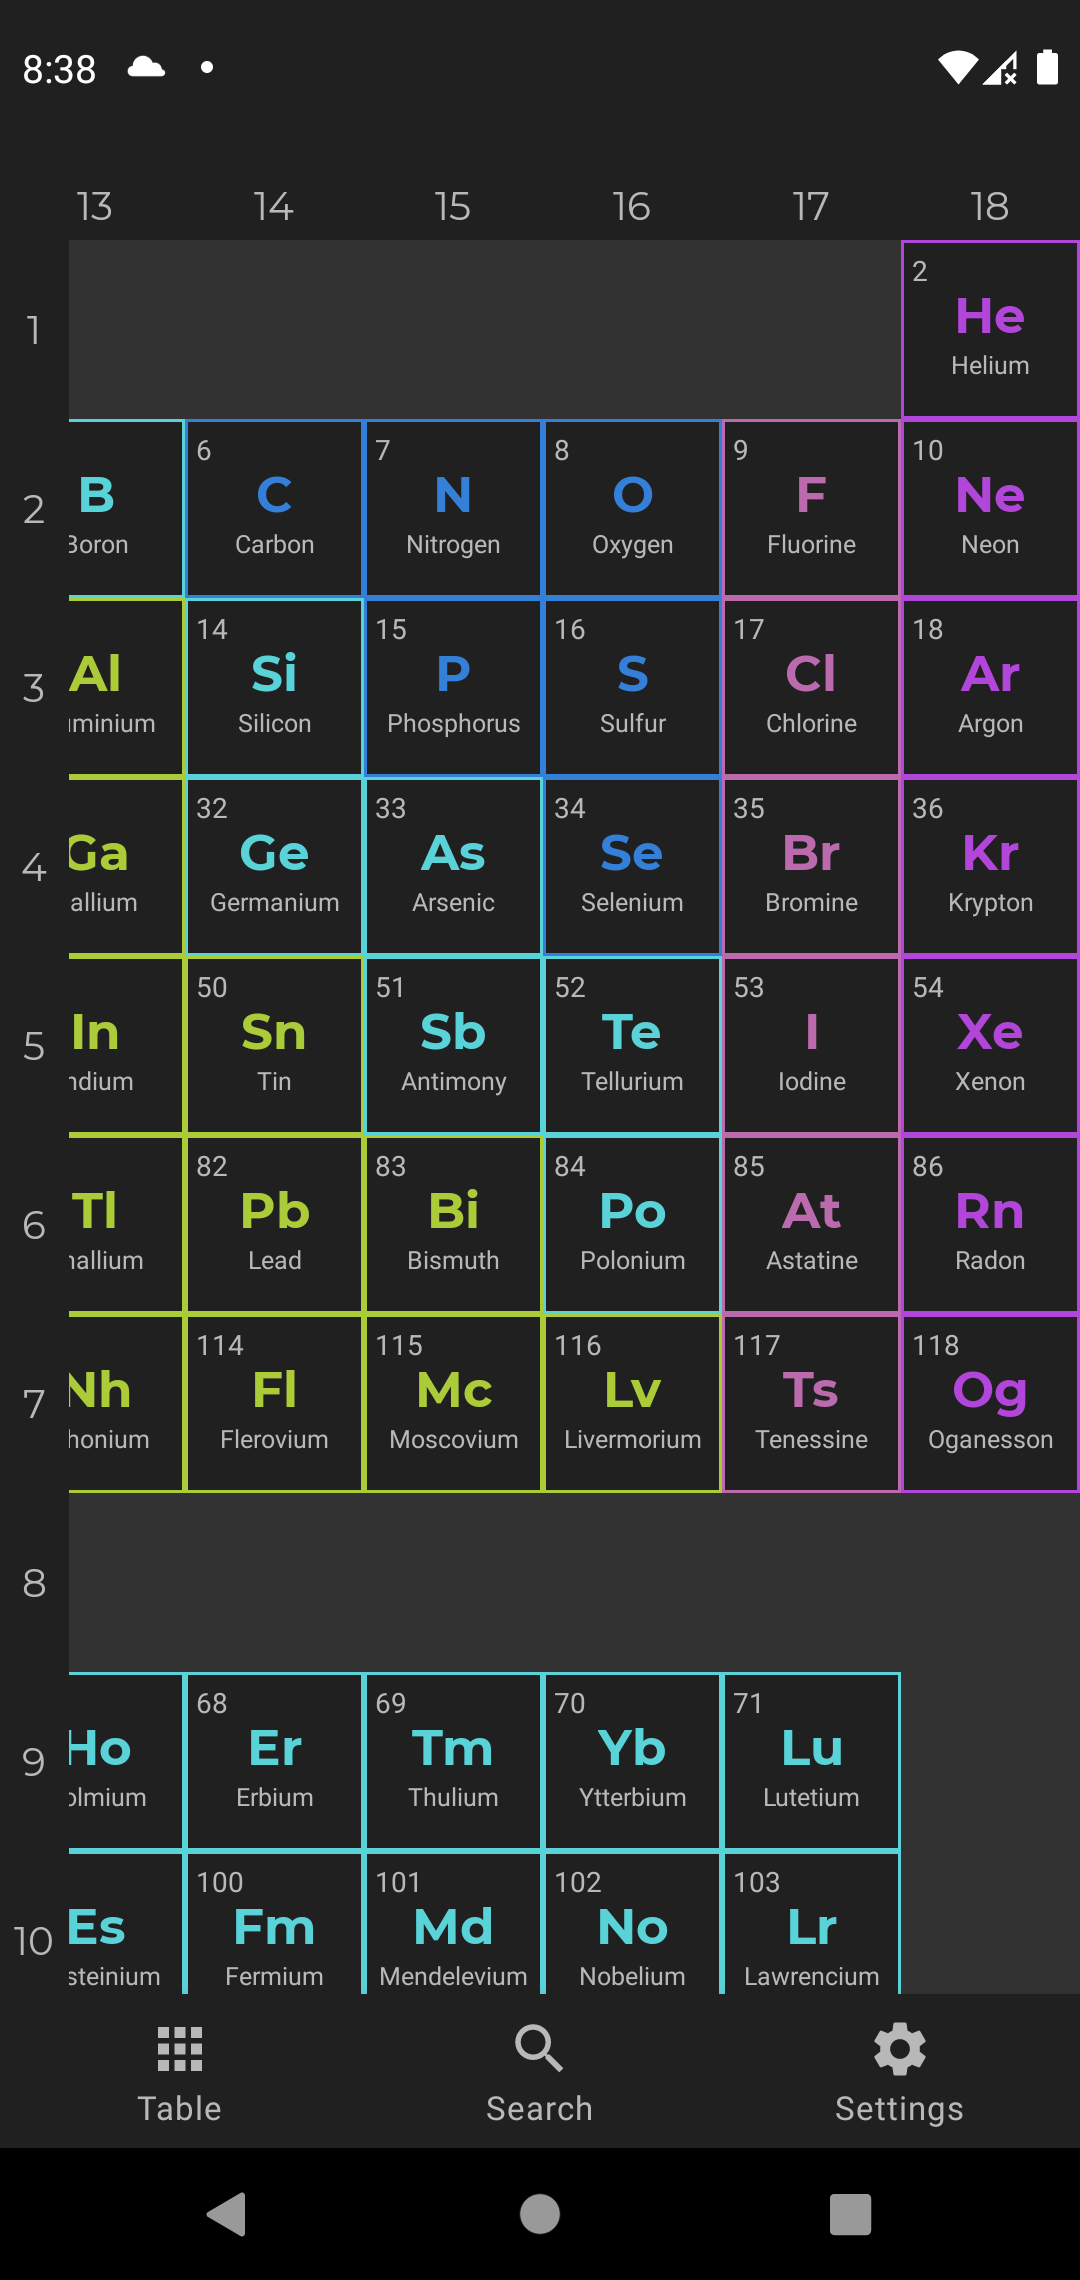 8:38
13 14 15 16 17 18
1
2
He
Helium
2
B
Boron
6
C
Carbon
7
N
Nitrogen
8
O
Oxygen
9
F
Fluorine
10
Ne
Neon
3
Al
uminium
14
Si
Silicon
15
P
Phosphorus
16
S
Sulfur
17
Cl
Chlorine
18
Ar
Argon
4
Ga
allium
32
Ge
Germanium
33
As
Arsenic
34
Se
Selenium
35
Br
Bromine
36
Kr
Krypton
5
In
ndium
50
Sn
Tin
51
Sb
Antimony
52
Te
Tellurium
53
I
Iodine
54
Xe
Xenon
6
Tl
hallium
82
Pb
Lead
83
Bi
Bismuth
84
Po
Polonium
85
At
Astatine
86
Rn
Radon
7
Nh
honium
114
Fl
Flerovium
115
Mc
Moscovium
116
Lv
Livermorium
117
Ts
Tenessine
118
Og
Oganesson
8
9
Ho
olmium
68
Er
Erbium
69
Tm
Thulium
70
Yb
Ytterbium
71
Lu
Lutetium
10
Es
steinium
100
Fm
Fermium
101
Md
Mendelevium
102
No
Nobelium
103
Lr
Lawrencium
Table
Search
Settings